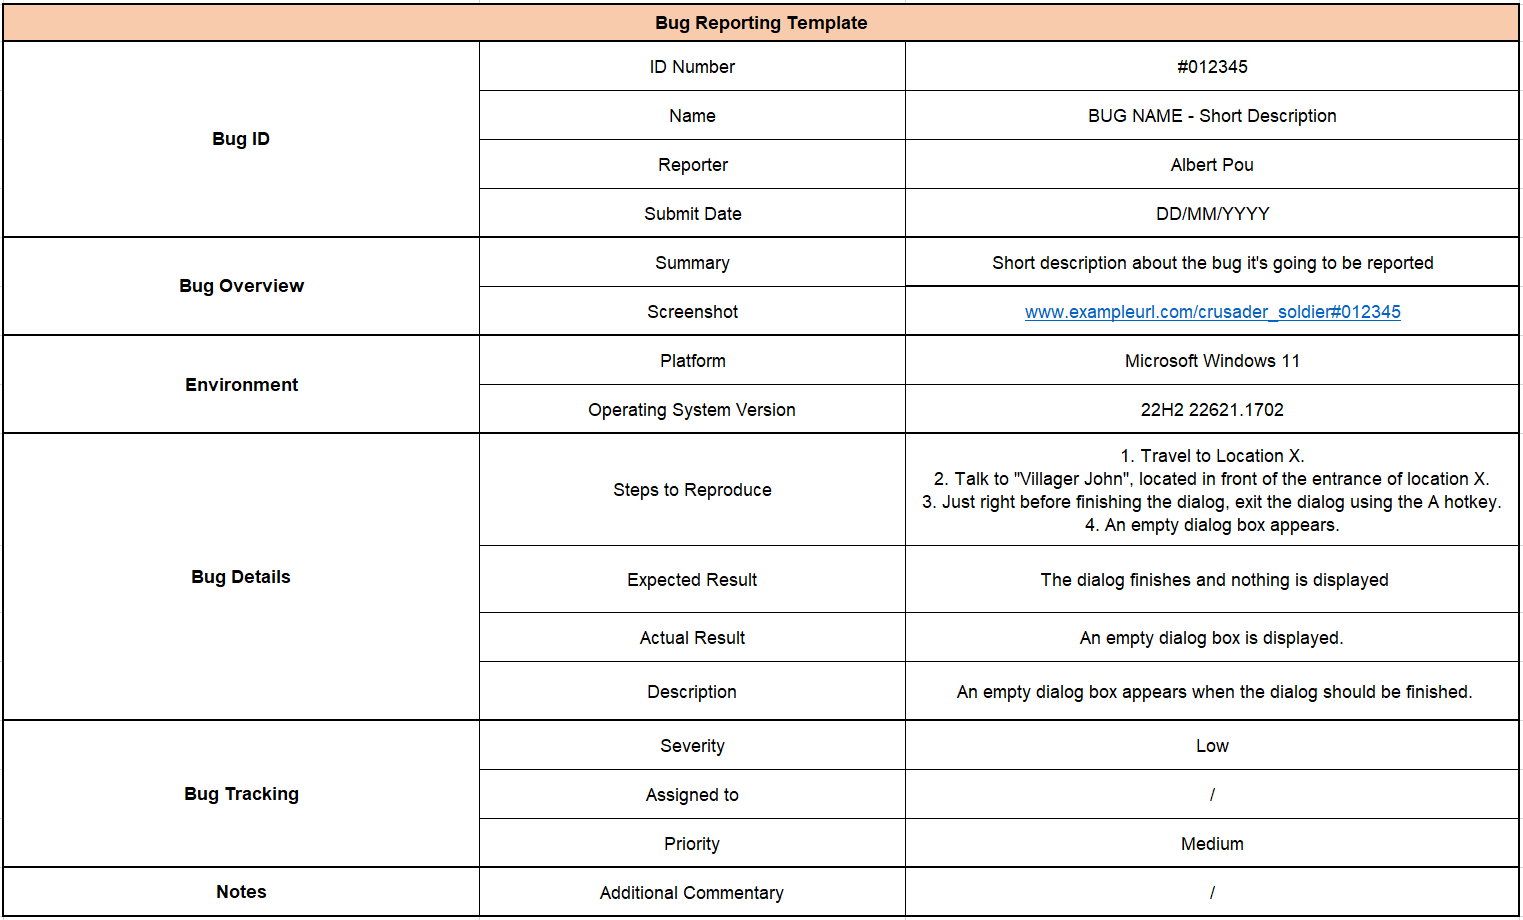 Bug Reporting Template
Bug ID
ID Number
#012345
Name
BUG NAME - Short Description
Reporter
Albert Pou
Submit Date
DD/MM/YYYY
Bug Overview
Summary
Short description about the bug it's going to be reported
Screenshot
www.exampleurl.com/crusader_soldier#012345
Environment
Platform
Microsoft Windows 11
Operating System Version
22H2 22621.1702
Bug Details
Steps to Reproduce
1. Travel to Location X.
2. Talk to "Villager John", located in front of the entrance of location X.
3. Just right before finishing the dialog, exit the dialog using the A hotkey.
4. An empty dialog box appears.
Expected Result
The dialog finishes and nothing is displayed
Actual Result
An empty dialog box is displayed.
Description
An empty dialog box appears when the dialog should be finished.
Bug Tracking
Severity
Low
Assigned to
/
Priority
Medium
Notes
Additional Commentary
/